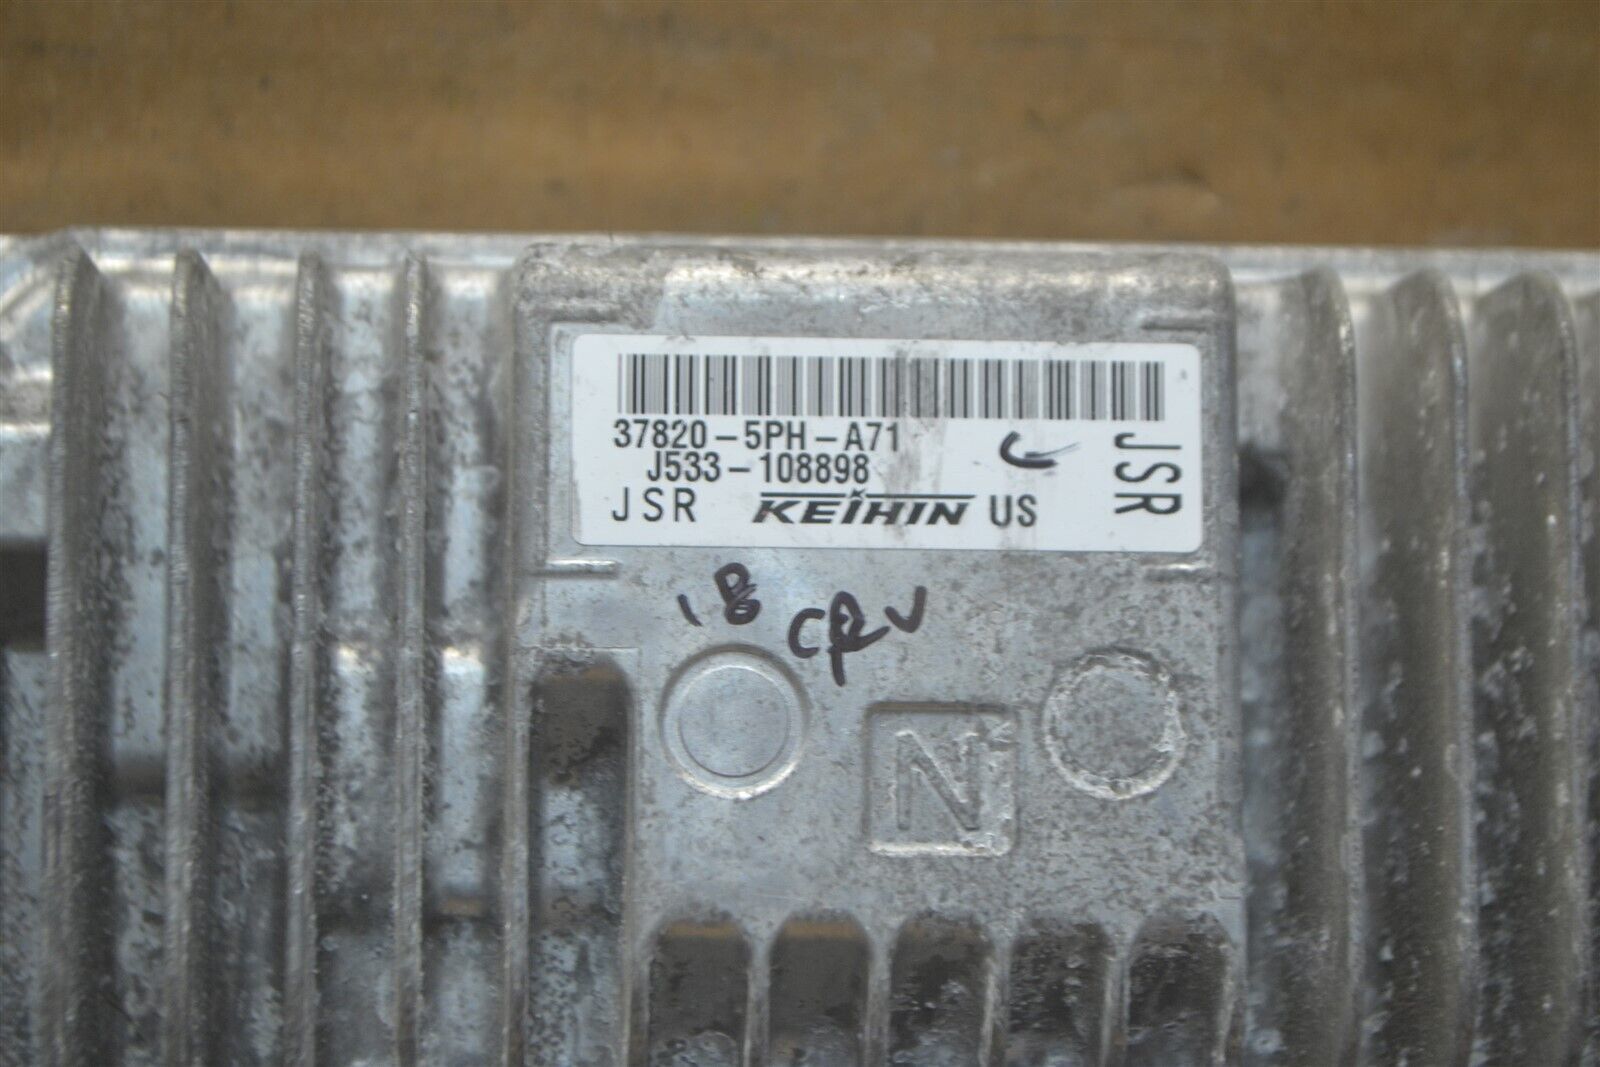 37820-5PH-A71
J533-108898
JSR KEIHIN US
JSR
18 CRV
N